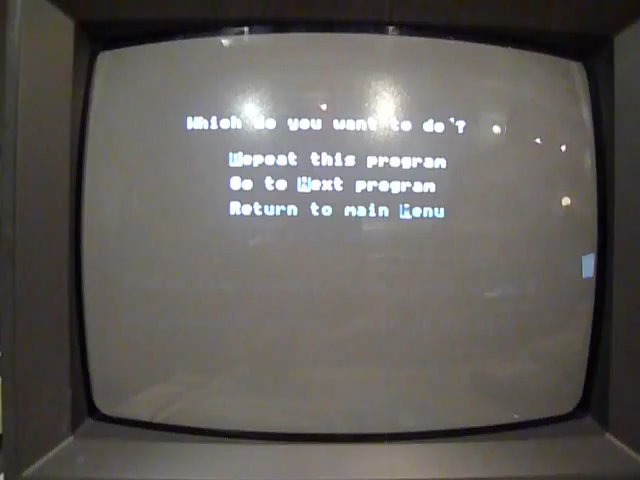 Which do you want to do ?
Repeat this program
Go to Next program
Return to main Menu